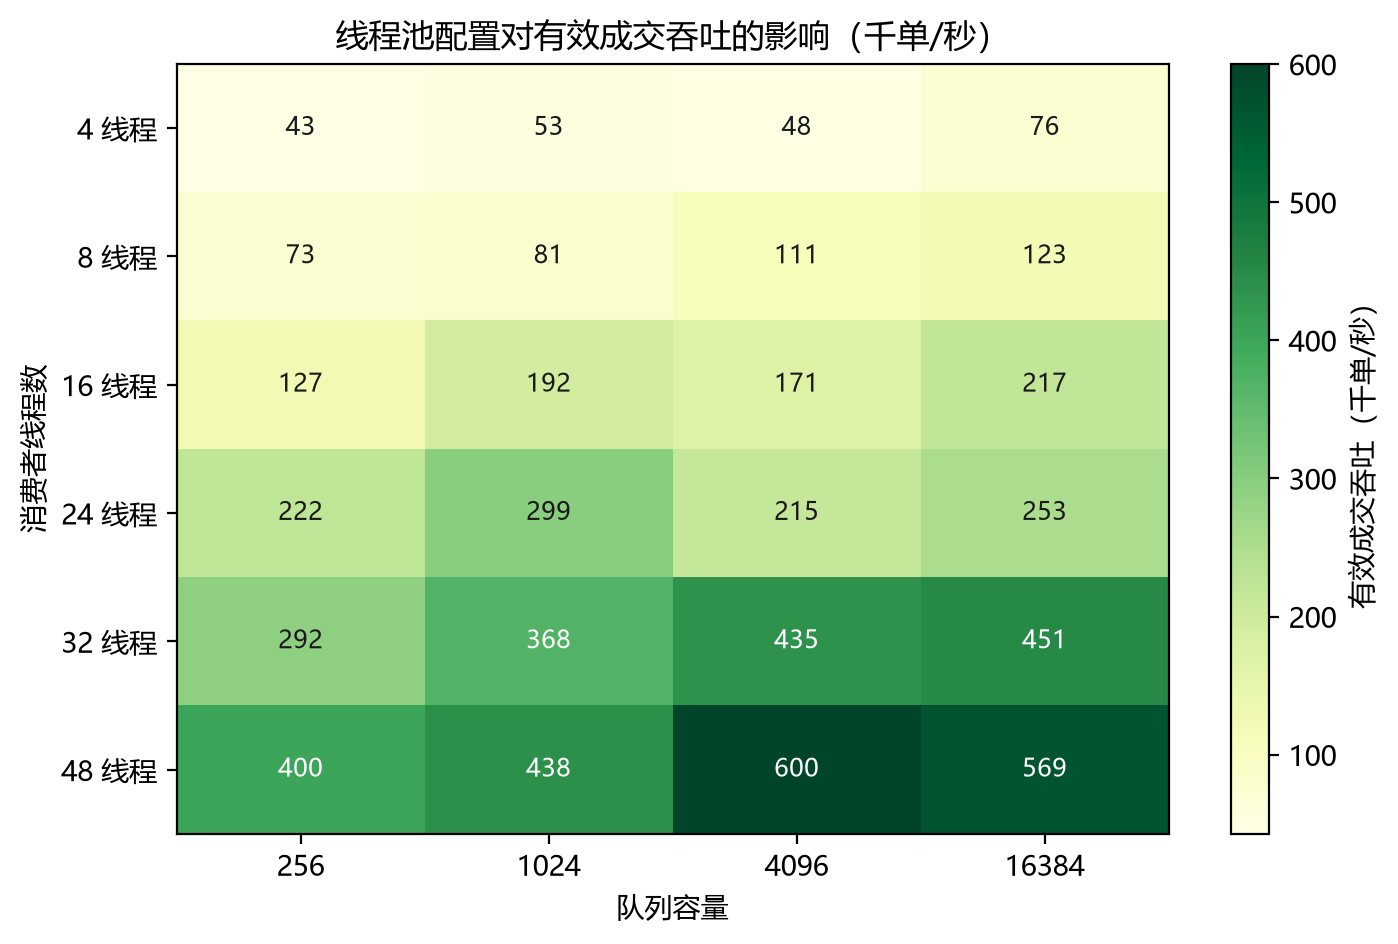 线程池配置对有效成交吞吐的影响（千单/秒）
4 线程 43 53 48 76
8 线程 73 81 111 123
16 线程 127 192 171 217
24 线程 222 299 215 253
32 线程 292 368 435 451
48 线程 400 438 600 569
256 1024 4096 16384
队列容量
消费者线程数
600
500
400
300
200
100
有效成交吞吐（千单/秒）